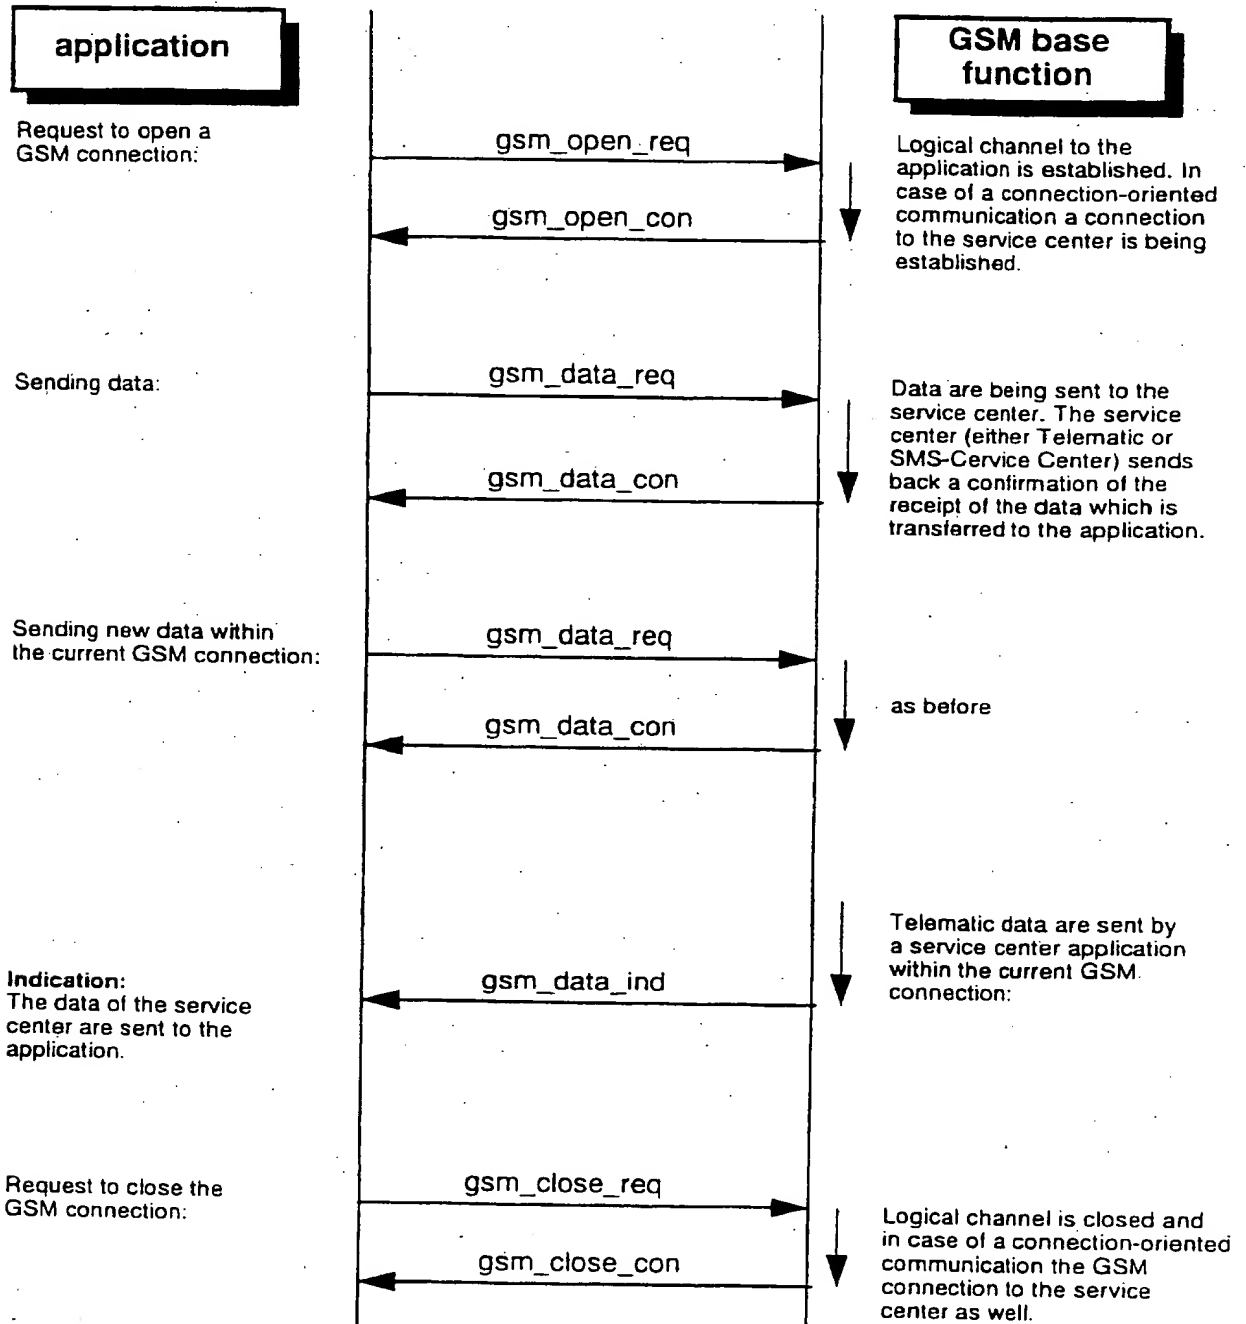 application
GSM base
function
Request to open a
GSM connection:
gsm_open_req
gsm_open_con
Logical channel to the
application is established. In
case of a connection-oriented
communication a connection
to the service center is being
established.
Sending data:
gsm_data_req
gsm_data_con
Data are being sent to the
service center. The service
center (either Telematic or
SMS-Cervice Center) sends
back a confirmation of the
receipt of the data which is
transferred to the application.
Sending new data within
the current GSM connection:
gsm_data_req
gsm_data_con
as before
Telematic data are sent by
a service center application
within the current GSM
connection:
Indication:
The data of the service
center are sent to the
application.
gsm_data_ind
Request to close the
GSM connection:
gsm_close_req
gsm_close_con
Logical channel is closed and
in case of a connection-oriented
communication the GSM
connection to the service
center as well.